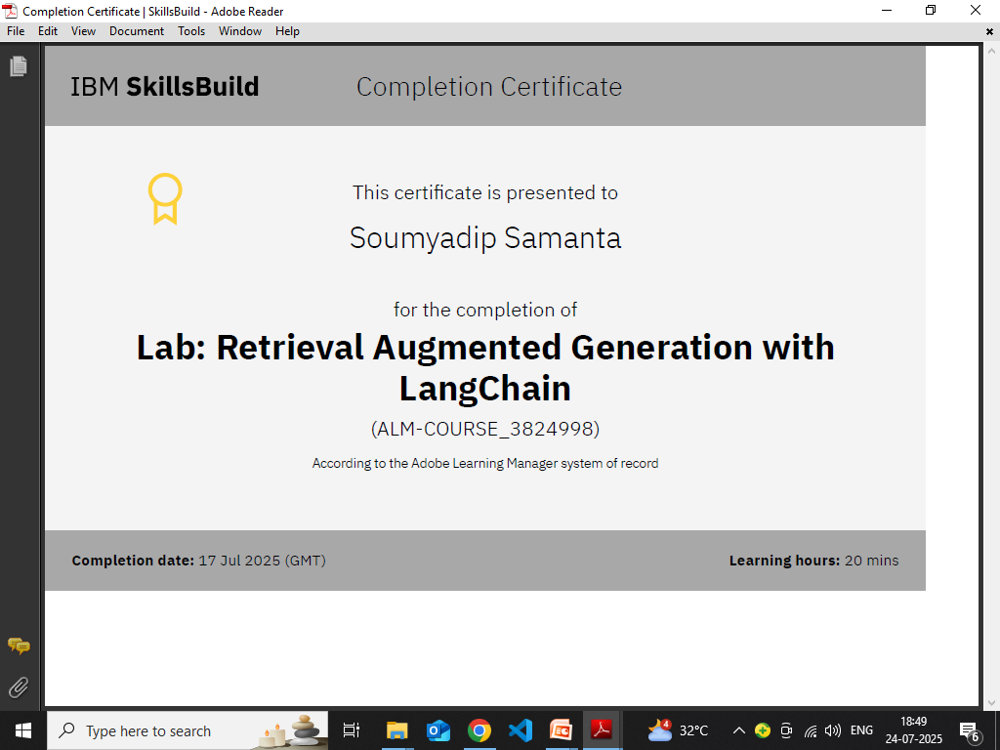 Completion Certificate | SkillsBuild - Adobe Reader
File Edit View Document Tools Window Help
IBM SkillsBuild Completion Certificate
This certificate is presented to
Soumyadip Samanta
for the completion of
Lab: Retrieval Augmented Generation with
LangChain
(ALM-COURSE_3824998)
According to the Adobe Learning Manager system of record
Completion date: 17 Jul 2025 (GMT) Learning hours: 20 mins
Type here to search
4
32°C
ENG
18:49
24-07-2025
6